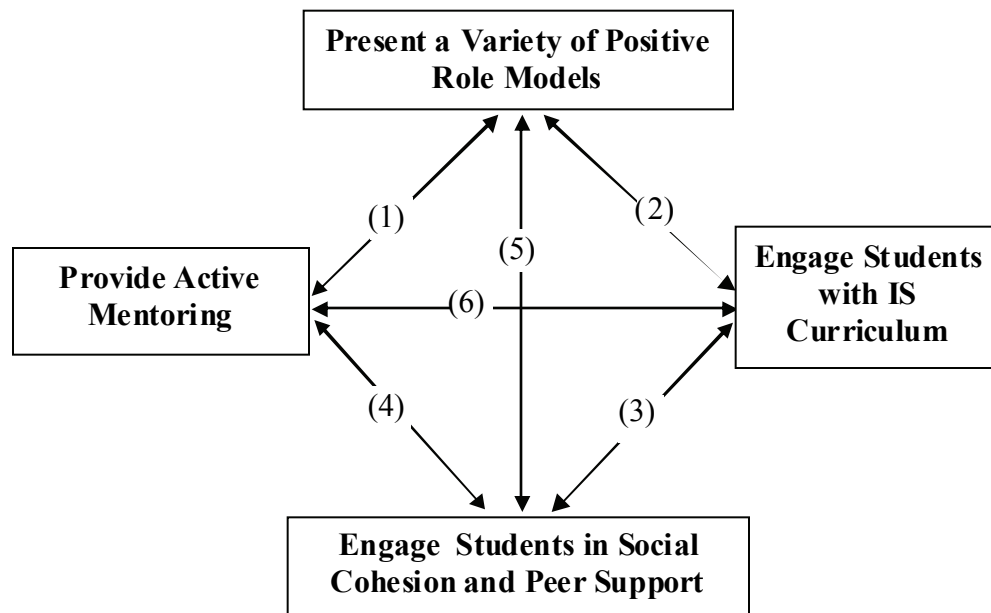 Present a Variety of Positive
Role Models
(1)
(2)
(5)
Provide Active
Mentoring
Engage Students
with IS
Curriculum
(6)
(4)
(3)
Engage Students in Social
Cohesion and Peer Support